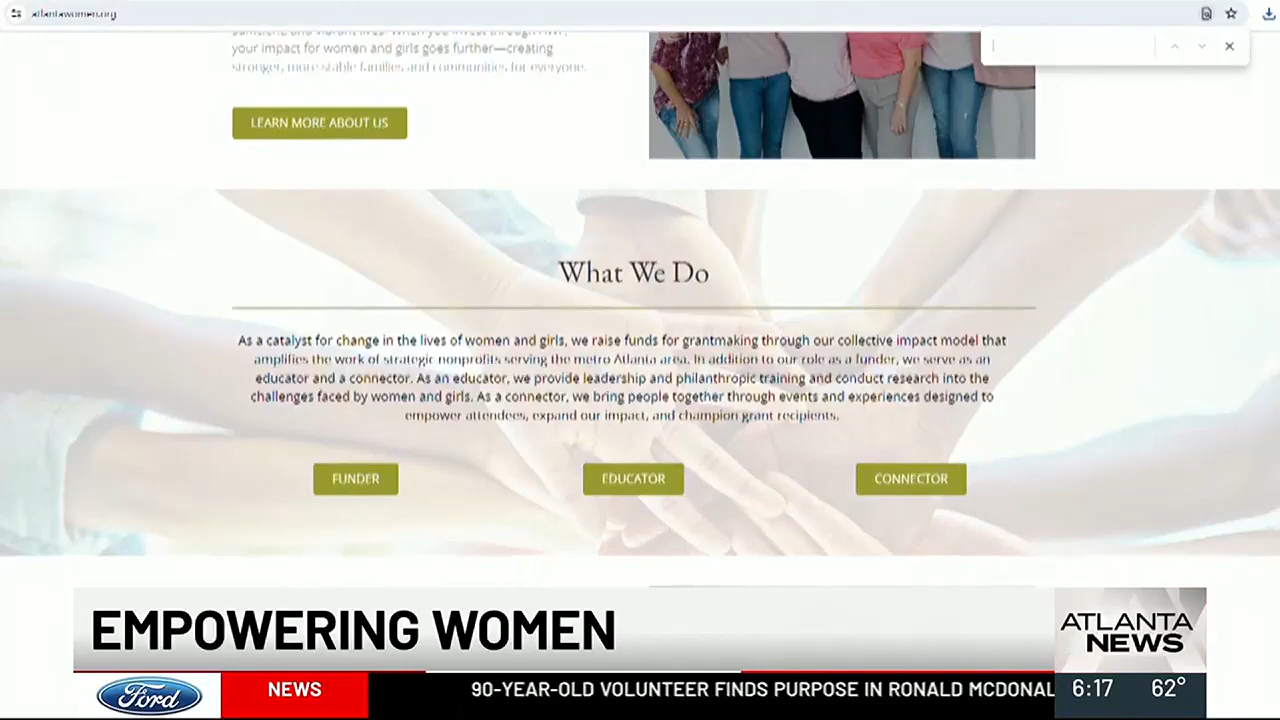 atlantawomen.org
your impact for women and girls goes further—creating
stronger, more stable families and communities for everyone.
LEARN MORE ABOUT US
What We Do
As a catalyst for change in the lives of women and girls, we raise funds for grantmaking through our collective impact model that
amplifies the work of strategic nonprofits serving the metro Atlanta area. In addition to our role as a funder, we serve as an
educator and a connector. As an educator, we provide leadership and philanthropic training and conduct research into the
challenges faced by women and girls. As a connector, we bring people together through events and experiences designed to
empower attendees, expand our impact, and champion grant recipients.
FUNDER
EDUCATOR
CONNECTOR
EMPOWERING WOMEN
ATLANTA
NEWS
Ford
NEWS
90-YEAR-OLD VOLUNTEER FINDS PURPOSE IN RONALD MCDONAL
6:17
62°